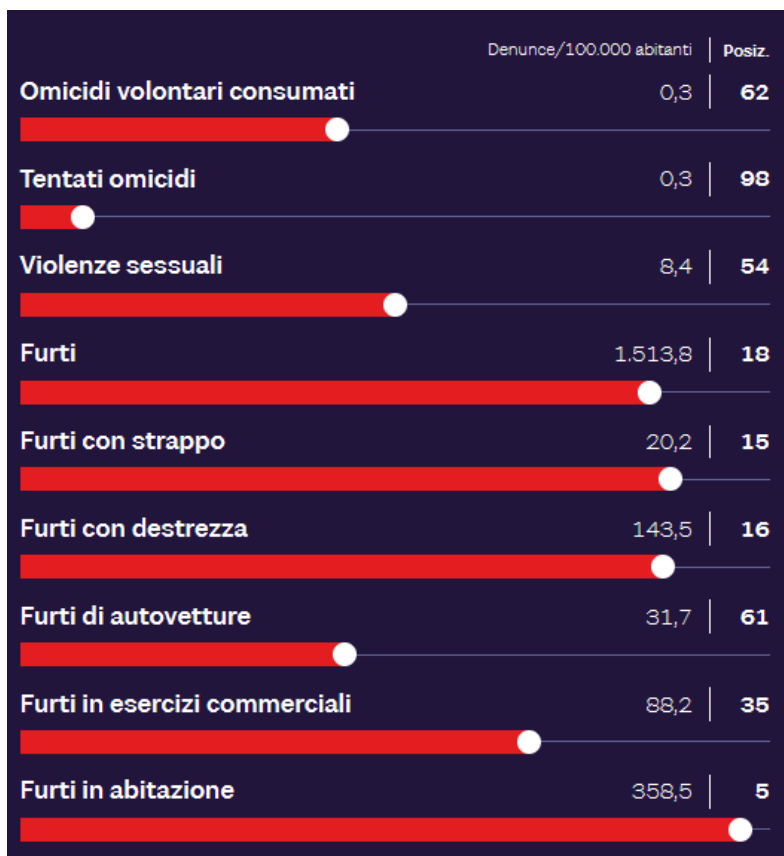 Denunce/100.000 abitanti Posiz.
Omicidi volontari consumati 0,3 62
Tentati omicidi 0,3 98
Violenze sessuali 8,4 54
Furti 1.513,8 18
Furti con strappo 20,2 15
Furti con destrezza 143,5 16
Furti di autovetture 31,7 61
Furti in esercizi commerciali 88,2 35
Furti in abitazione 358,5 5